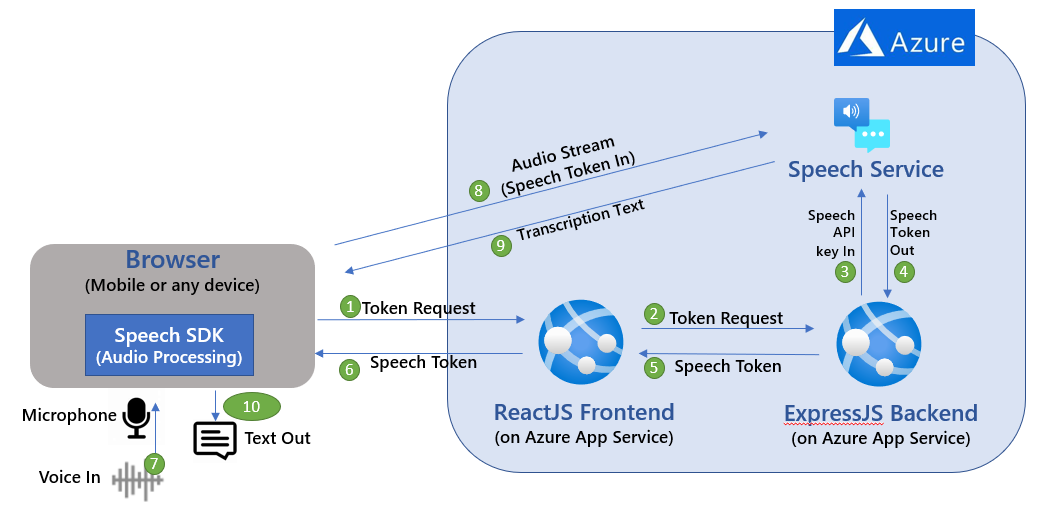 Azure
Speech Service
Audio Stream
(Speech Token In)
8
Transcription Text
9
Speech
API
key In
3
Speech
Token
Out
4
Browser
(Mobile or any device)
Speech SDK
(Audio Processing)
1 Token Request
2 Token Request
6 Speech Token
5 Speech Token
ReactJS Frontend
(on Azure App Service)
ExpressJS Backend
(on Azure App Service)
Microphone
10
Text Out
7
Voice In